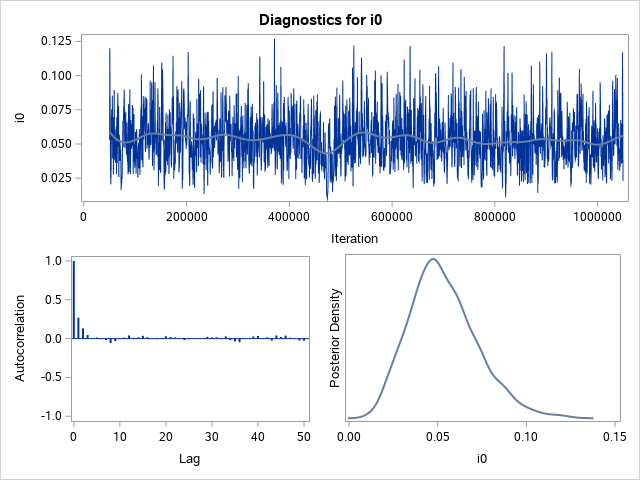 Diagnostics for i0
0.125
0.100
0.075
0.050
0.025
i0
0 200000 400000 600000 800000 1000000
Iteration
1.0
0.5
0.0
-0.5
-1.0
Autocorrelation
0 10 20 30 40 50
Lag
Posterior Density
0.00 0.05 0.10 0.15
i0